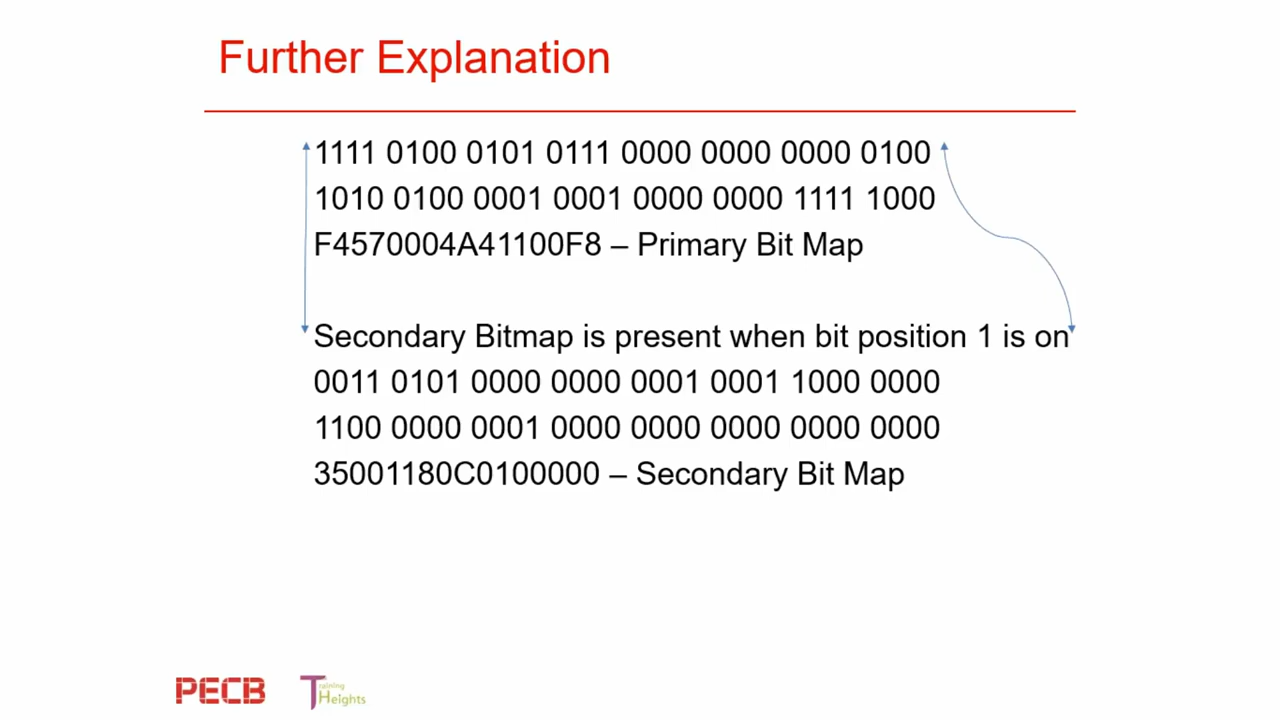 Further Explanation
1111 0100 0101 0111 0000 0000 0000 0100
1010 0100 0001 0001 0000 0000 1111 1000
F4570004A41100F8 – Primary Bit Map
Secondary Bitmap is present when bit position 1 is on
0011 0101 0000 0000 0001 0001 1000 0000
1100 0000 0001 0000 0000 0000 0000 0000
35001180C0100000 – Secondary Bit Map
PECB
Training
Heights